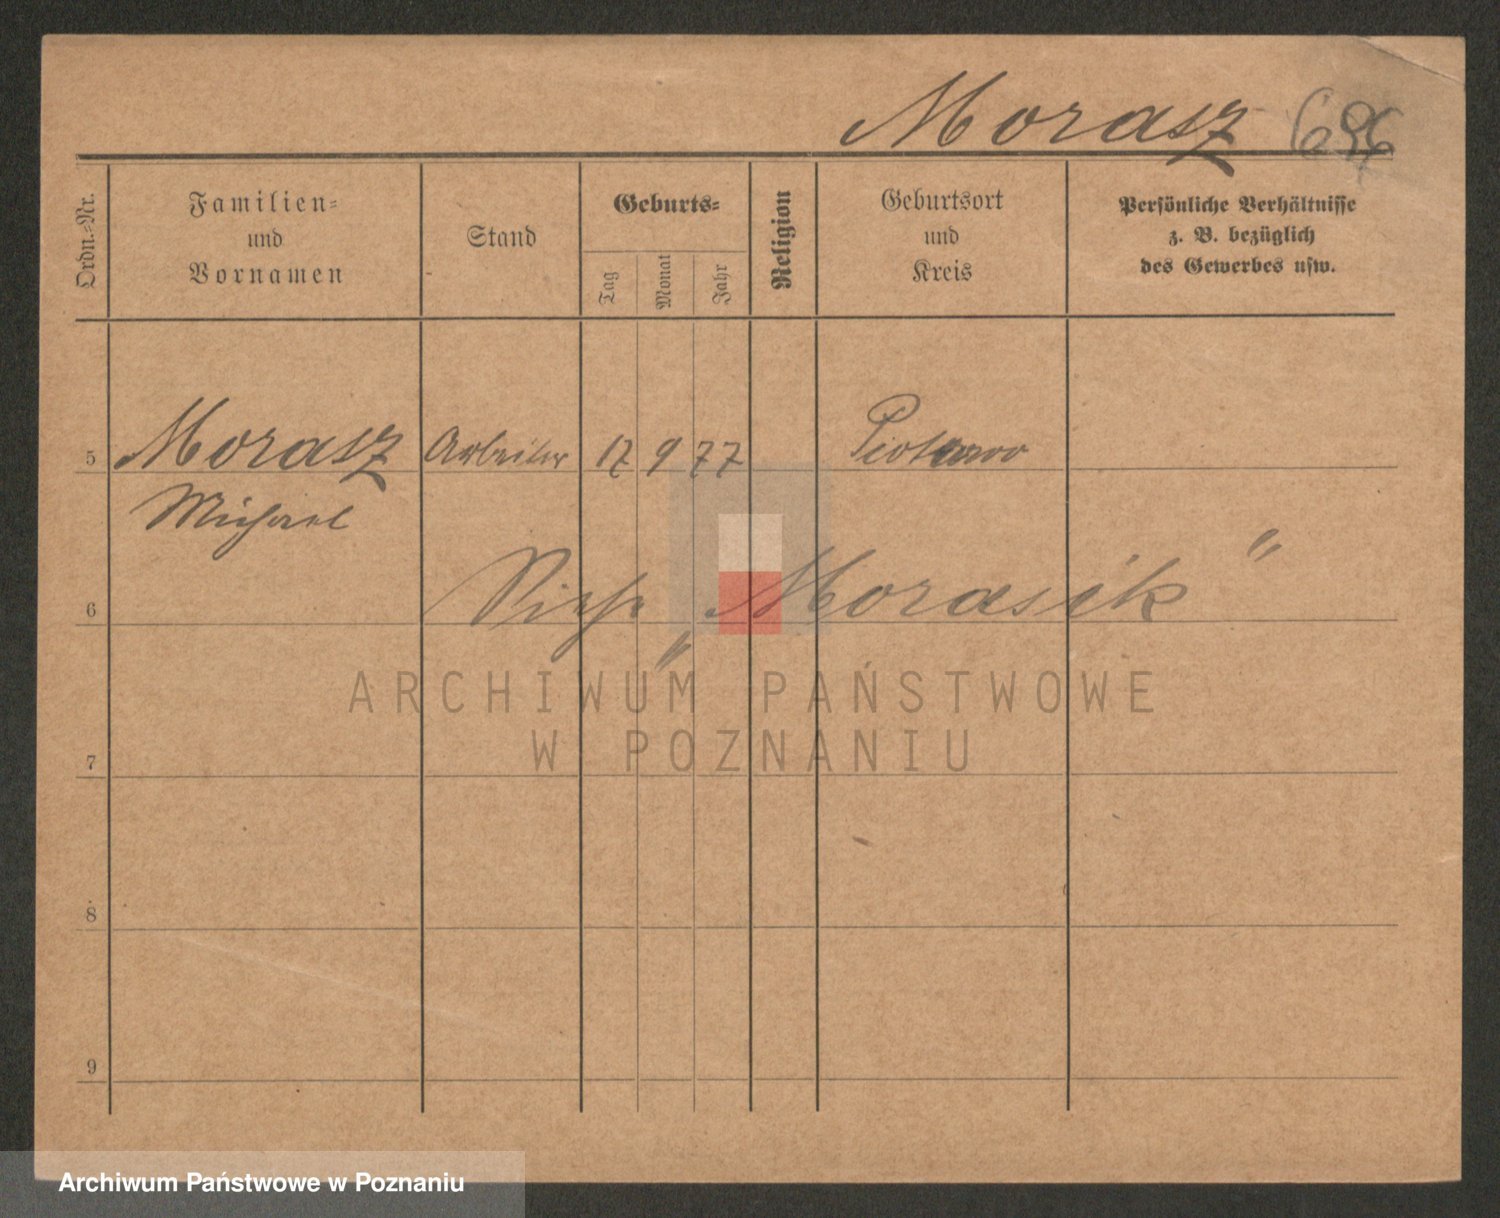 Morasz
Ordn.-Nr.
Familien-
und
Vornamen
Stand
Geburts-
Tag
Monat
Jahr
Religion
Geburtsort
und
Kreis
Persönliche Verhältnisse
z. B. bezüglich
des Gewerbes usw.
5 Morasz Arbeiter 17 9 77
Michael
6 Siehe „Morasik"
ARCHIWUM PAŃSTWOWE
W POZNANIU
7
8
9
Archiwum Państwowe w Poznaniu